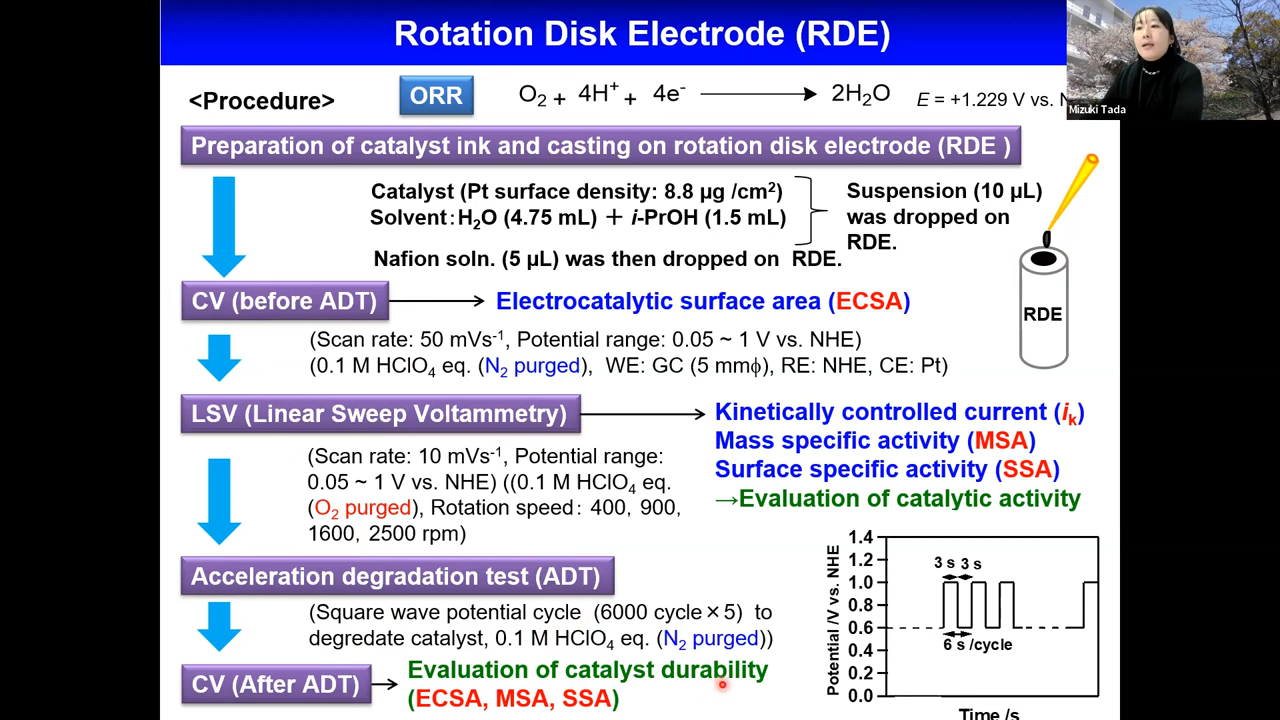 Rotation Disk Electrode (RDE)
Mizuki Tada
<Procedure>
ORR
O2 + 4H+ + 4e- → 2H2O
E = +1.229 V vs.
Preparation of catalyst ink and casting on rotation disk electrode (RDE )
Catalyst (Pt surface density: 8.8 μg /cm2)
Solvent: H2O (4.75 mL) + i-PrOH (1.5 mL)
Suspension (10 μL)
was dropped on
RDE.
Nafion soln. (5 μL) was then dropped on RDE.
RDE
CV (before ADT)
Electrocatalytic surface area (ECSA)
(Scan rate: 50 mVs-1, Potential range: 0.05 ~ 1 V vs. NHE)
(0.1 M HClO4 eq. (N2 purged), WE: GC (5 mmφ), RE: NHE, CE: Pt)
LSV (Linear Sweep Voltammetry)
Kinetically controlled current (ik)
Mass specific activity (MSA)
Surface specific activity (SSA)
→Evaluation of catalytic activity
(Scan rate: 10 mVs-1, Potential range:
0.05 ~ 1 V vs. NHE) ((0.1 M HClO4 eq.
(O2 purged), Rotation speed: 400, 900,
1600, 2500 rpm)
Acceleration degradation test (ADT)
(Square wave potential cycle (6000 cycle×5) to
degredate catalyst, 0.1 M HClO4 eq. (N2 purged))
CV (After ADT)
Evaluation of catalyst durability
(ECSA, MSA, SSA)
Potential /V vs. NHE
1.4
1.2
1.0
0.8
0.6
0.4
0.2
0.0
3 s 3 s
6 s /cycle
Time /s